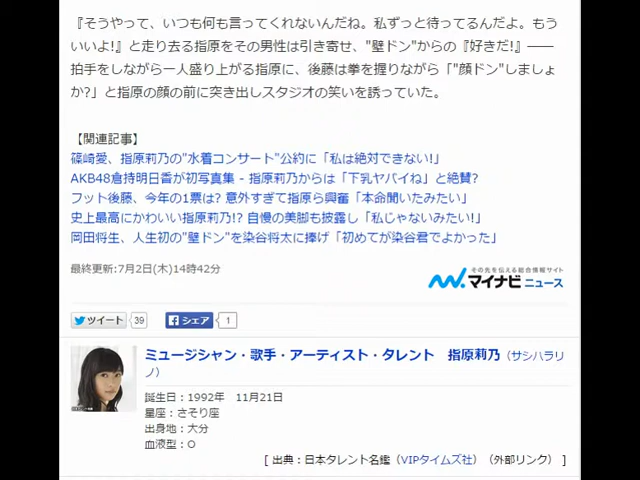 『そうやって、いつも何も言ってくれないんだね。私ずっと待ってるんだよ。もう
いいよ!』と走り去る指原をその男性は引き寄せ、"壁ドン"からの『好きだ!』――
拍手をしながら一人盛り上がる指原に、後藤は拳を握りながら「"顔ドン"しましょ
か?」と指原の顔の前に突き出しスタジオの笑いを誘っていた。
【関連記事】
篠崎愛、指原莉乃の"水着コンサート"公約に「私は絶対できない!」
AKB48倉持明日香が初写真集 - 指原莉乃からは「下乳ヤバイね」と絶賛?
フット後藤、今年の1票は? 意外すぎて指原ら興奮「本命聞いたみたい」
史上最高にかわいい指原莉乃!? 自慢の美脚も披露し「私じゃないみたい!」
岡田将生、人生初の"壁ドン"を染谷将太に捧げ「初めてが染谷君でよかった」
最終更新:7月2日(木)14時42分
その先を伝える総合情報サイト
マイナビニュース
ツイート 39 シェア 1
ミュージシャン・歌手・アーティスト・タレント 指原莉乃（サシハラリ
ノ）
誕生日：1992年 11月21日
星座：さそり座
出身地：大分
血液型：O
[ 出典：日本タレント名鑑（VIPタイムズ社）（外部リンク） ]